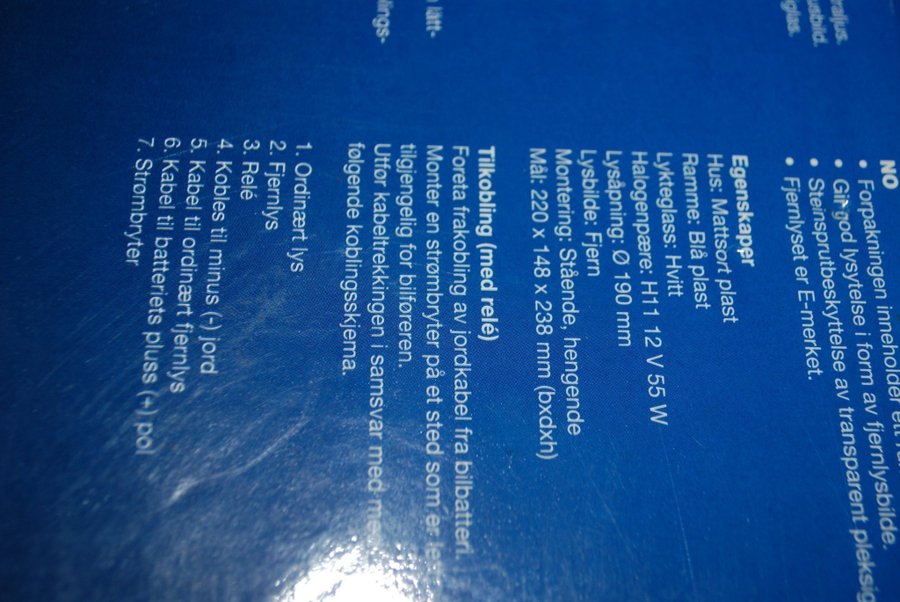 lätt-
lings-
NO
• Forpakningen inneholder ett
• Gir god lysytelse i form av fjernlysbilde.
• Steinsprutbeskyttelse av transparent
• Fjernlyset er E-merket.
Egenskaper
Hus: Mattsort plast
Ramme: Blå plast
Lykteglass: Hvitt
Halogenpære: H11 12 V 55 W
Lysåpning: Ø 190 mm
Lysbilde: Fjern
Montering: Stående, hengende
Mål: 220 x 148 x 238 mm (bxdxh)
Tilkobling (med relé)
Foreta frakobling av jordkabel fra bilbatteri.
Monter en strømbryter på et sted som er
tilgjengelig for bilføreren.
Utfør kabeltrekkingen i samsvar med
følgende koblingsskjema.
1. Ordinært lys
2. Fjernlys
3. Relé
4. Kobles til minus (-) jord
5. Kabel til ordinært fjernlys
6. Kabel til batteriets pluss (+) pol
7. Strømbryter